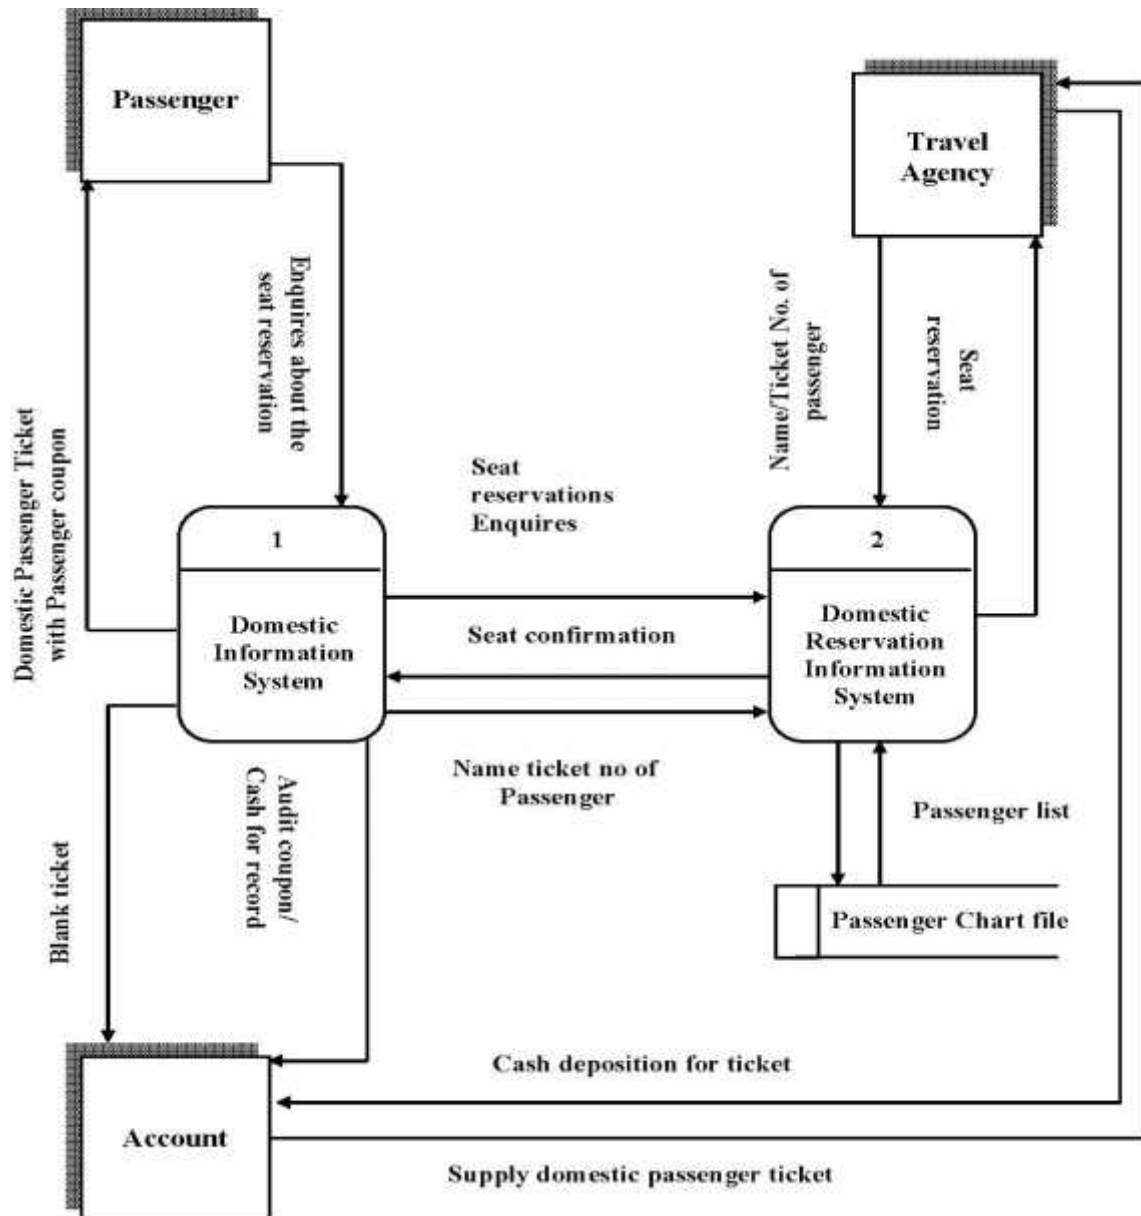 Passenger
Travel
Agency
Enquires about the
seat reservation
Name/Ticket No. of
passenger
Seat
reservation
Domestic Passenger Ticket
with Passenger coupon
Seat
reservations
Enquires
1
Domestic
Information
System
2
Domestic
Reservation
Information
System
Seat confirmation
Name ticket no of
Passenger
Audit coupon/
Cash for record
Blank ticket
Passenger list
Passenger Chart file
Cash deposition for ticket
Account
Supply domestic passenger ticket